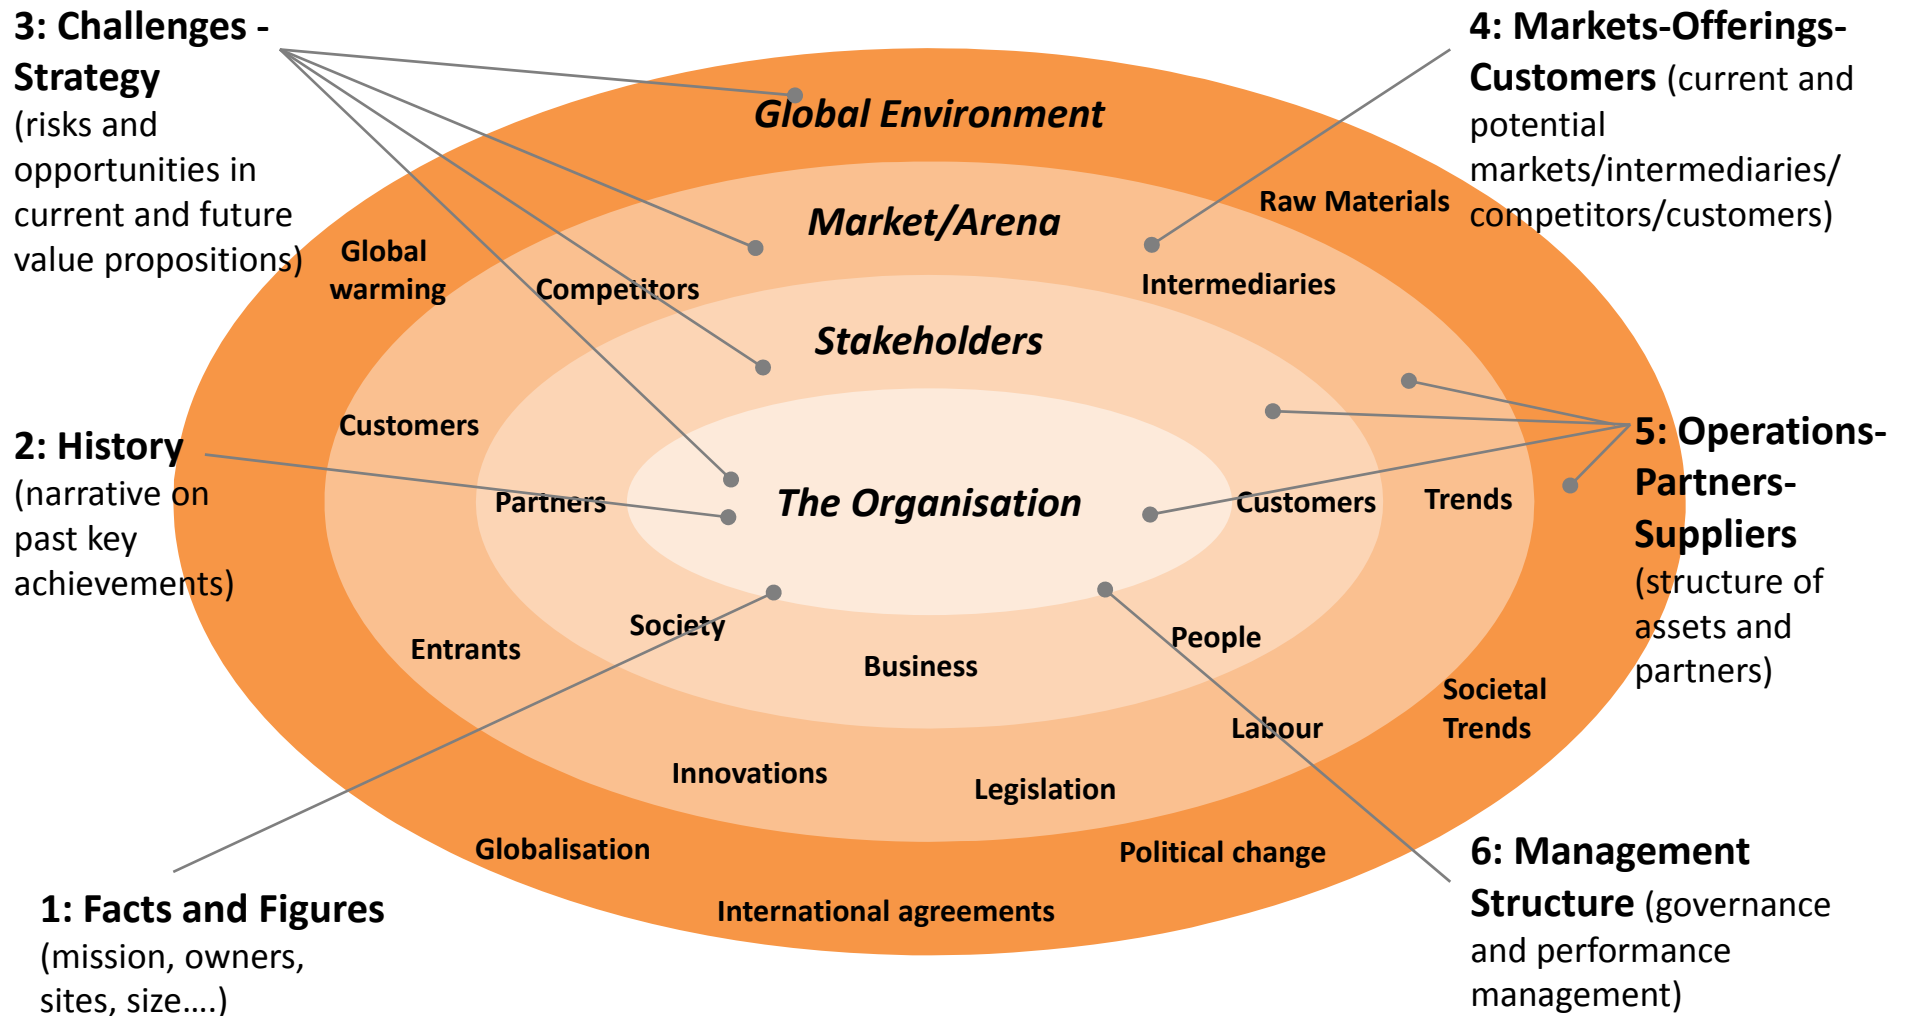 3: Challenges -
Strategy
(risks and
opportunities in
current and future
value propositions)
4: Markets-Offerings-
Customers (current and
potential
markets/intermediaries/
competitors/customers)
Global Environment
Raw Materials
Market/Arena
Global
warming
Competitors
Intermediaries
Stakeholders
Customers
2: History
(narrative on
past key
achievements)
Partners
The Organisation
Customers
Trends
5: Operations-
Partners-
Suppliers
(structure of
assets and
partners)
Society
Entrants
Business
People
Societal
Trends
Labour
Innovations
Legislation
Globalisation
Political change
International agreements
1: Facts and Figures
(mission, owners,
sites, size....)
6: Management
Structure (governance
and performance
management)